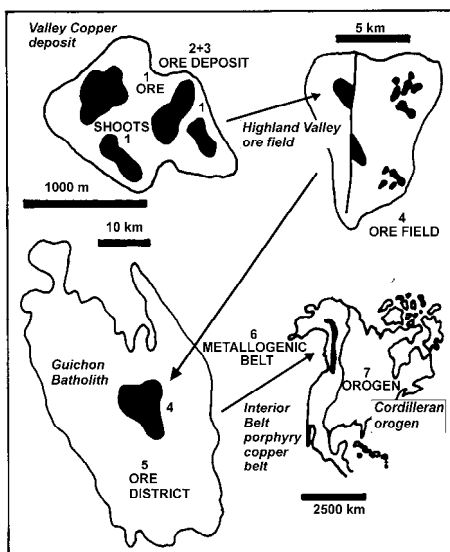 Valley Copper
deposit
2+3
ORE DEPOSIT
1
ORE
SHOOTS
1
1
1000 m
5 km
Highland Valley
ore field
4
ORE FIELD
10 km
Guichon
Batholith
4
5
ORE
DISTRICT
6
METALLOGENIC
BELT
7
OROGEN
Cordilleran
orogen
Interior
Belt
porphyry
copper
belt
2500 km